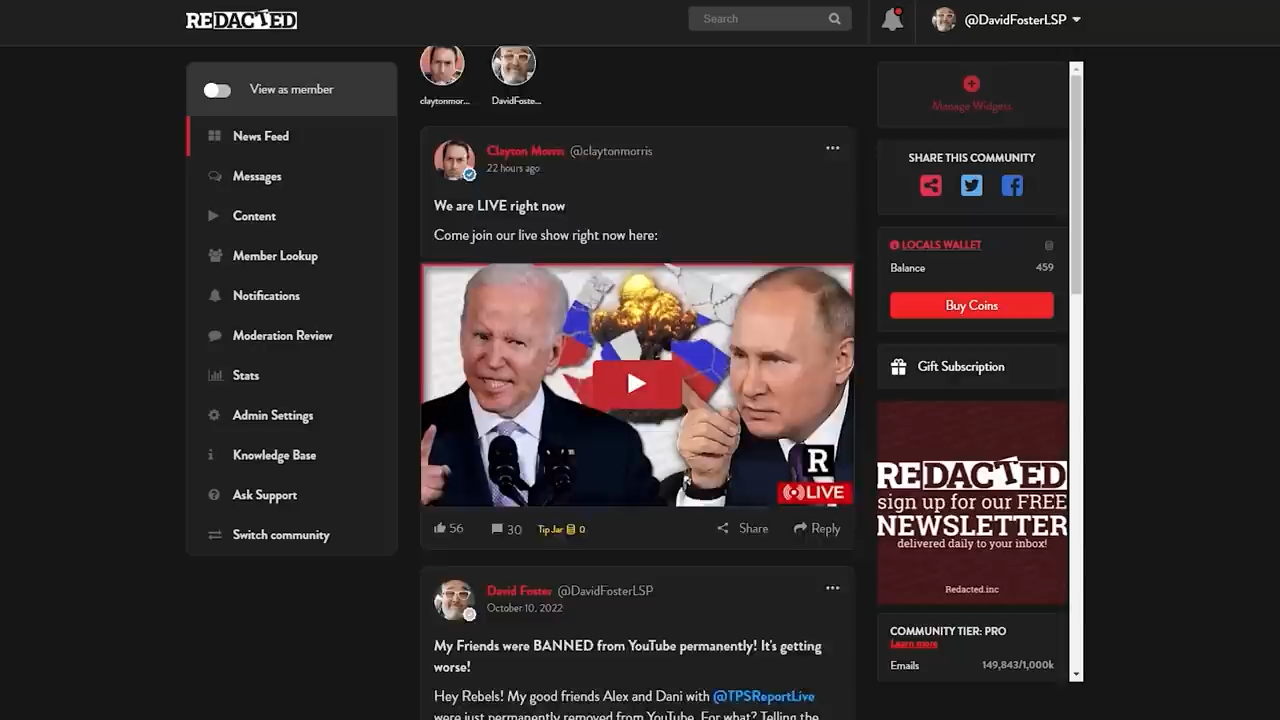 REDACTED
Search
@DavidFosterLSP
View as member
News Feed
Messages
Content
Member Lookup
Notifications
Moderation Review
Stats
Admin Settings
Knowledge Base
Ask Support
Switch community
claytonmor...
DavidFoste...
Clayton Morris @claytonmorris
22 hours ago
We are LIVE right now
Come join our live show right now here:
R
LIVE
56
30
Tip Jar 0
Share
Reply
David Foster @DavidFosterLSP
October 10, 2022
My Friends were BANNED from YouTube permanently! It's getting
worse!
Hey Rebels! My good friends Alex and Dani with @TPSReportLive
were just permanently removed from YouTube. For what? Telling the
Manage Widgets
SHARE THIS COMMUNITY
LOCALS WALLET
Balance 459
Buy Coins
Gift Subscription
REDACTED
sign up for our FREE
NEWSLETTER
delivered daily to your inbox!
Redacted.inc
COMMUNITY TIER: PRO
Learn more
Emails 149,843/1,000k